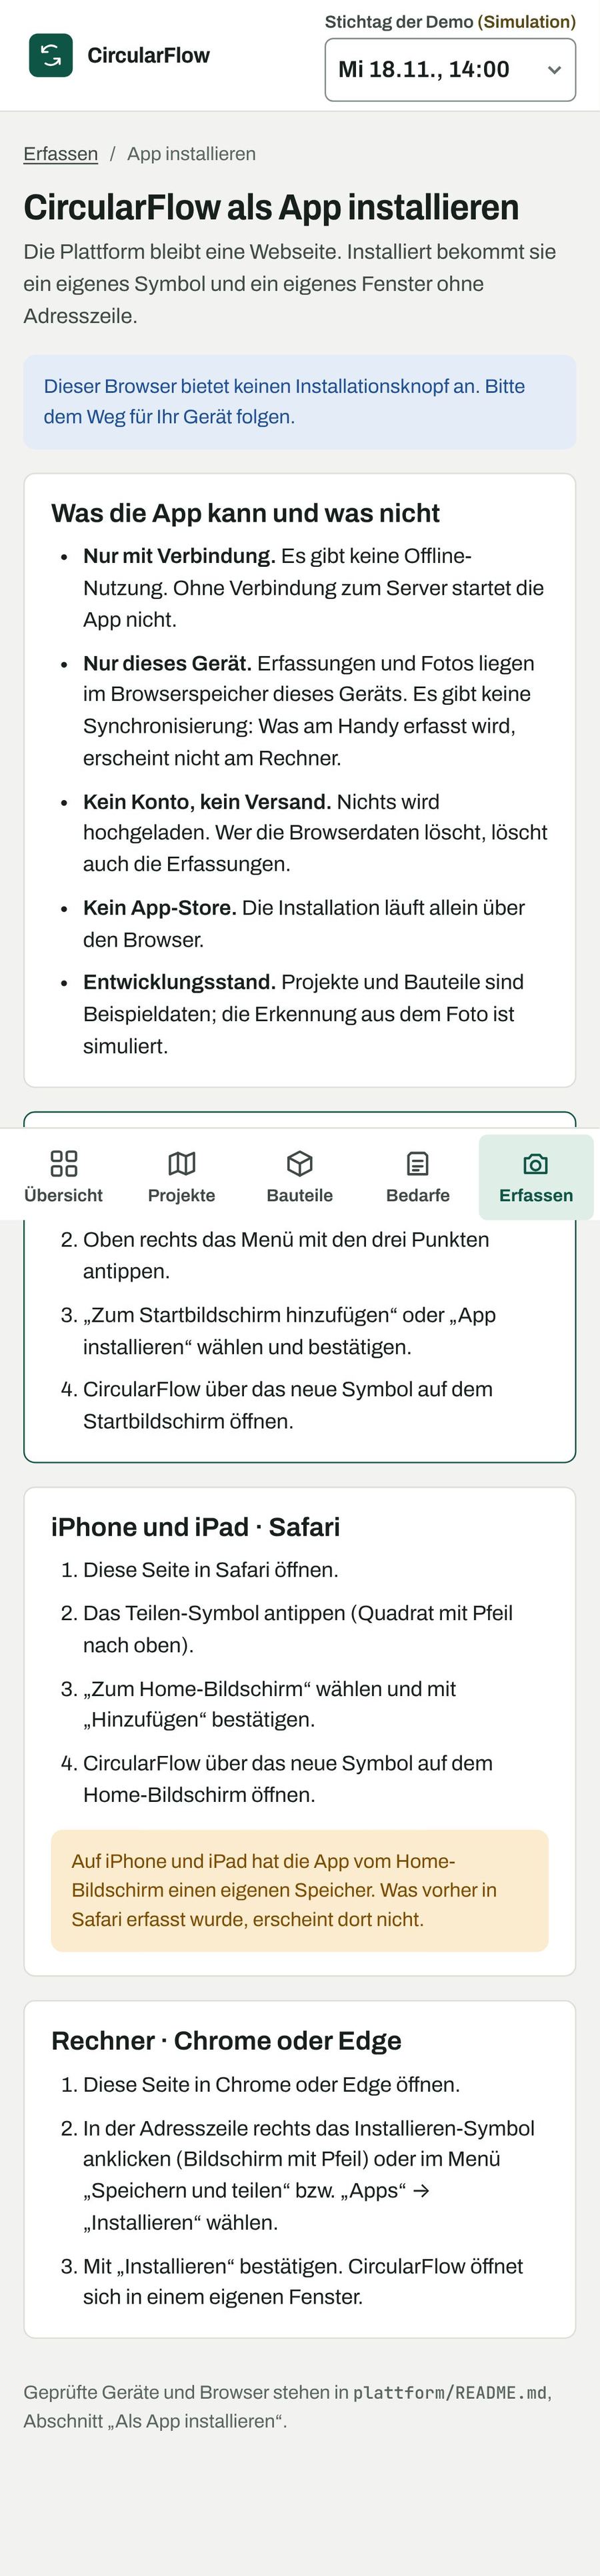 CircularFlow
Stichtag der Demo (Simulation)
Mi 18.11., 14:00
Erfassen / App installieren
CircularFlow als App installieren
Die Plattform bleibt eine Webseite. Installiert bekommt sie
ein eigenes Symbol und ein eigenes Fenster ohne
Adresszeile.
Dieser Browser bietet keinen Installationsknopf an. Bitte
dem Weg für Ihr Gerät folgen.
Was die App kann und was nicht
• Nur mit Verbindung. Es gibt keine Offline-
Nutzung. Ohne Verbindung zum Server startet die
App nicht.
• Nur dieses Gerät. Erfassungen und Fotos liegen
im Browserspeicher dieses Geräts. Es gibt keine
Synchronisierung: Was am Handy erfasst wird,
erscheint nicht am Rechner.
• Kein Konto, kein Versand. Nichts wird
hochgeladen. Wer die Browserdaten löscht, löscht
auch die Erfassungen.
• Kein App-Store. Die Installation läuft allein über
den Browser.
• Entwicklungsstand. Projekte und Bauteile sind
Beispieldaten; die Erkennung aus dem Foto ist
simuliert.
Übersicht Projekte Bauteile Bedarfe Erfassen
2. Oben rechts das Menü mit den drei Punkten
antippen.
3. „Zum Startbildschirm hinzufügen“ oder „App
installieren“ wählen und bestätigen.
4. CircularFlow über das neue Symbol auf dem
Startbildschirm öffnen.
iPhone und iPad · Safari
1. Diese Seite in Safari öffnen.
2. Das Teilen-Symbol antippen (Quadrat mit Pfeil
nach oben).
3. „Zum Home-Bildschirm“ wählen und mit
„Hinzufügen“ bestätigen.
4. CircularFlow über das neue Symbol auf dem
Home-Bildschirm öffnen.
Auf iPhone und iPad hat die App vom Home-
Bildschirm einen eigenen Speicher. Was vorher in
Safari erfasst wurde, erscheint dort nicht.
Rechner · Chrome oder Edge
1. Diese Seite in Chrome oder Edge öffnen.
2. In der Adresszeile rechts das Installieren-Symbol
anklicken (Bildschirm mit Pfeil) oder im Menü
„Speichern und teilen“ bzw. „Apps“ →
„Installieren“ wählen.
3. Mit „Installieren“ bestätigen. CircularFlow öffnet
sich in einem eigenen Fenster.
Geprüfte Geräte und Browser stehen in plattform/README.md,
Abschnitt „Als App installieren“.